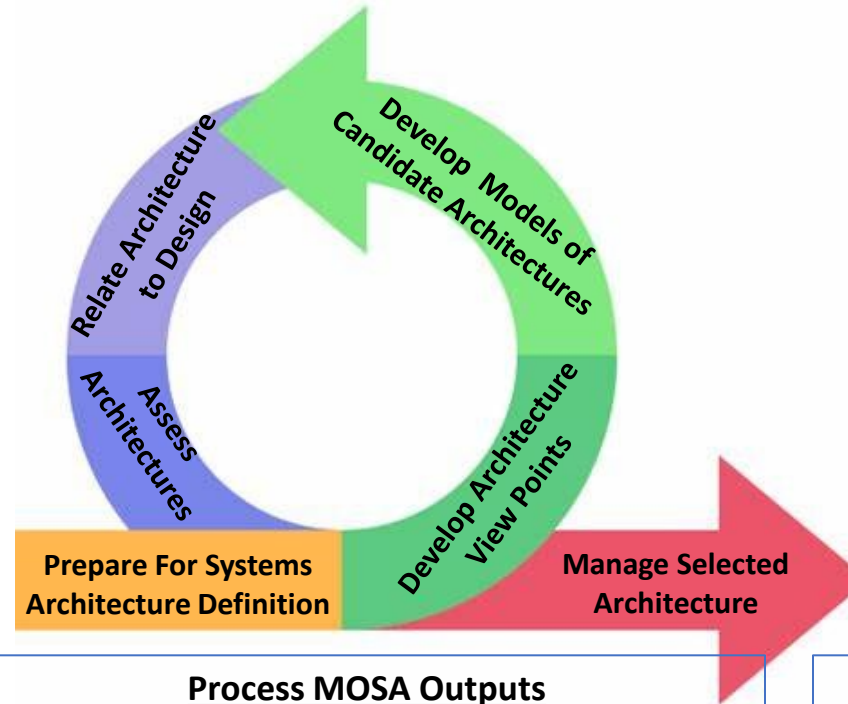 Prepare For Systems
Architecture Definition
Develop Architecture
View Points
Develop Models of
Candidate Architectures
Relate Architecture
to Design
Assess
Architectures
Manage Selected
Architecture
Process MOSA Outputs